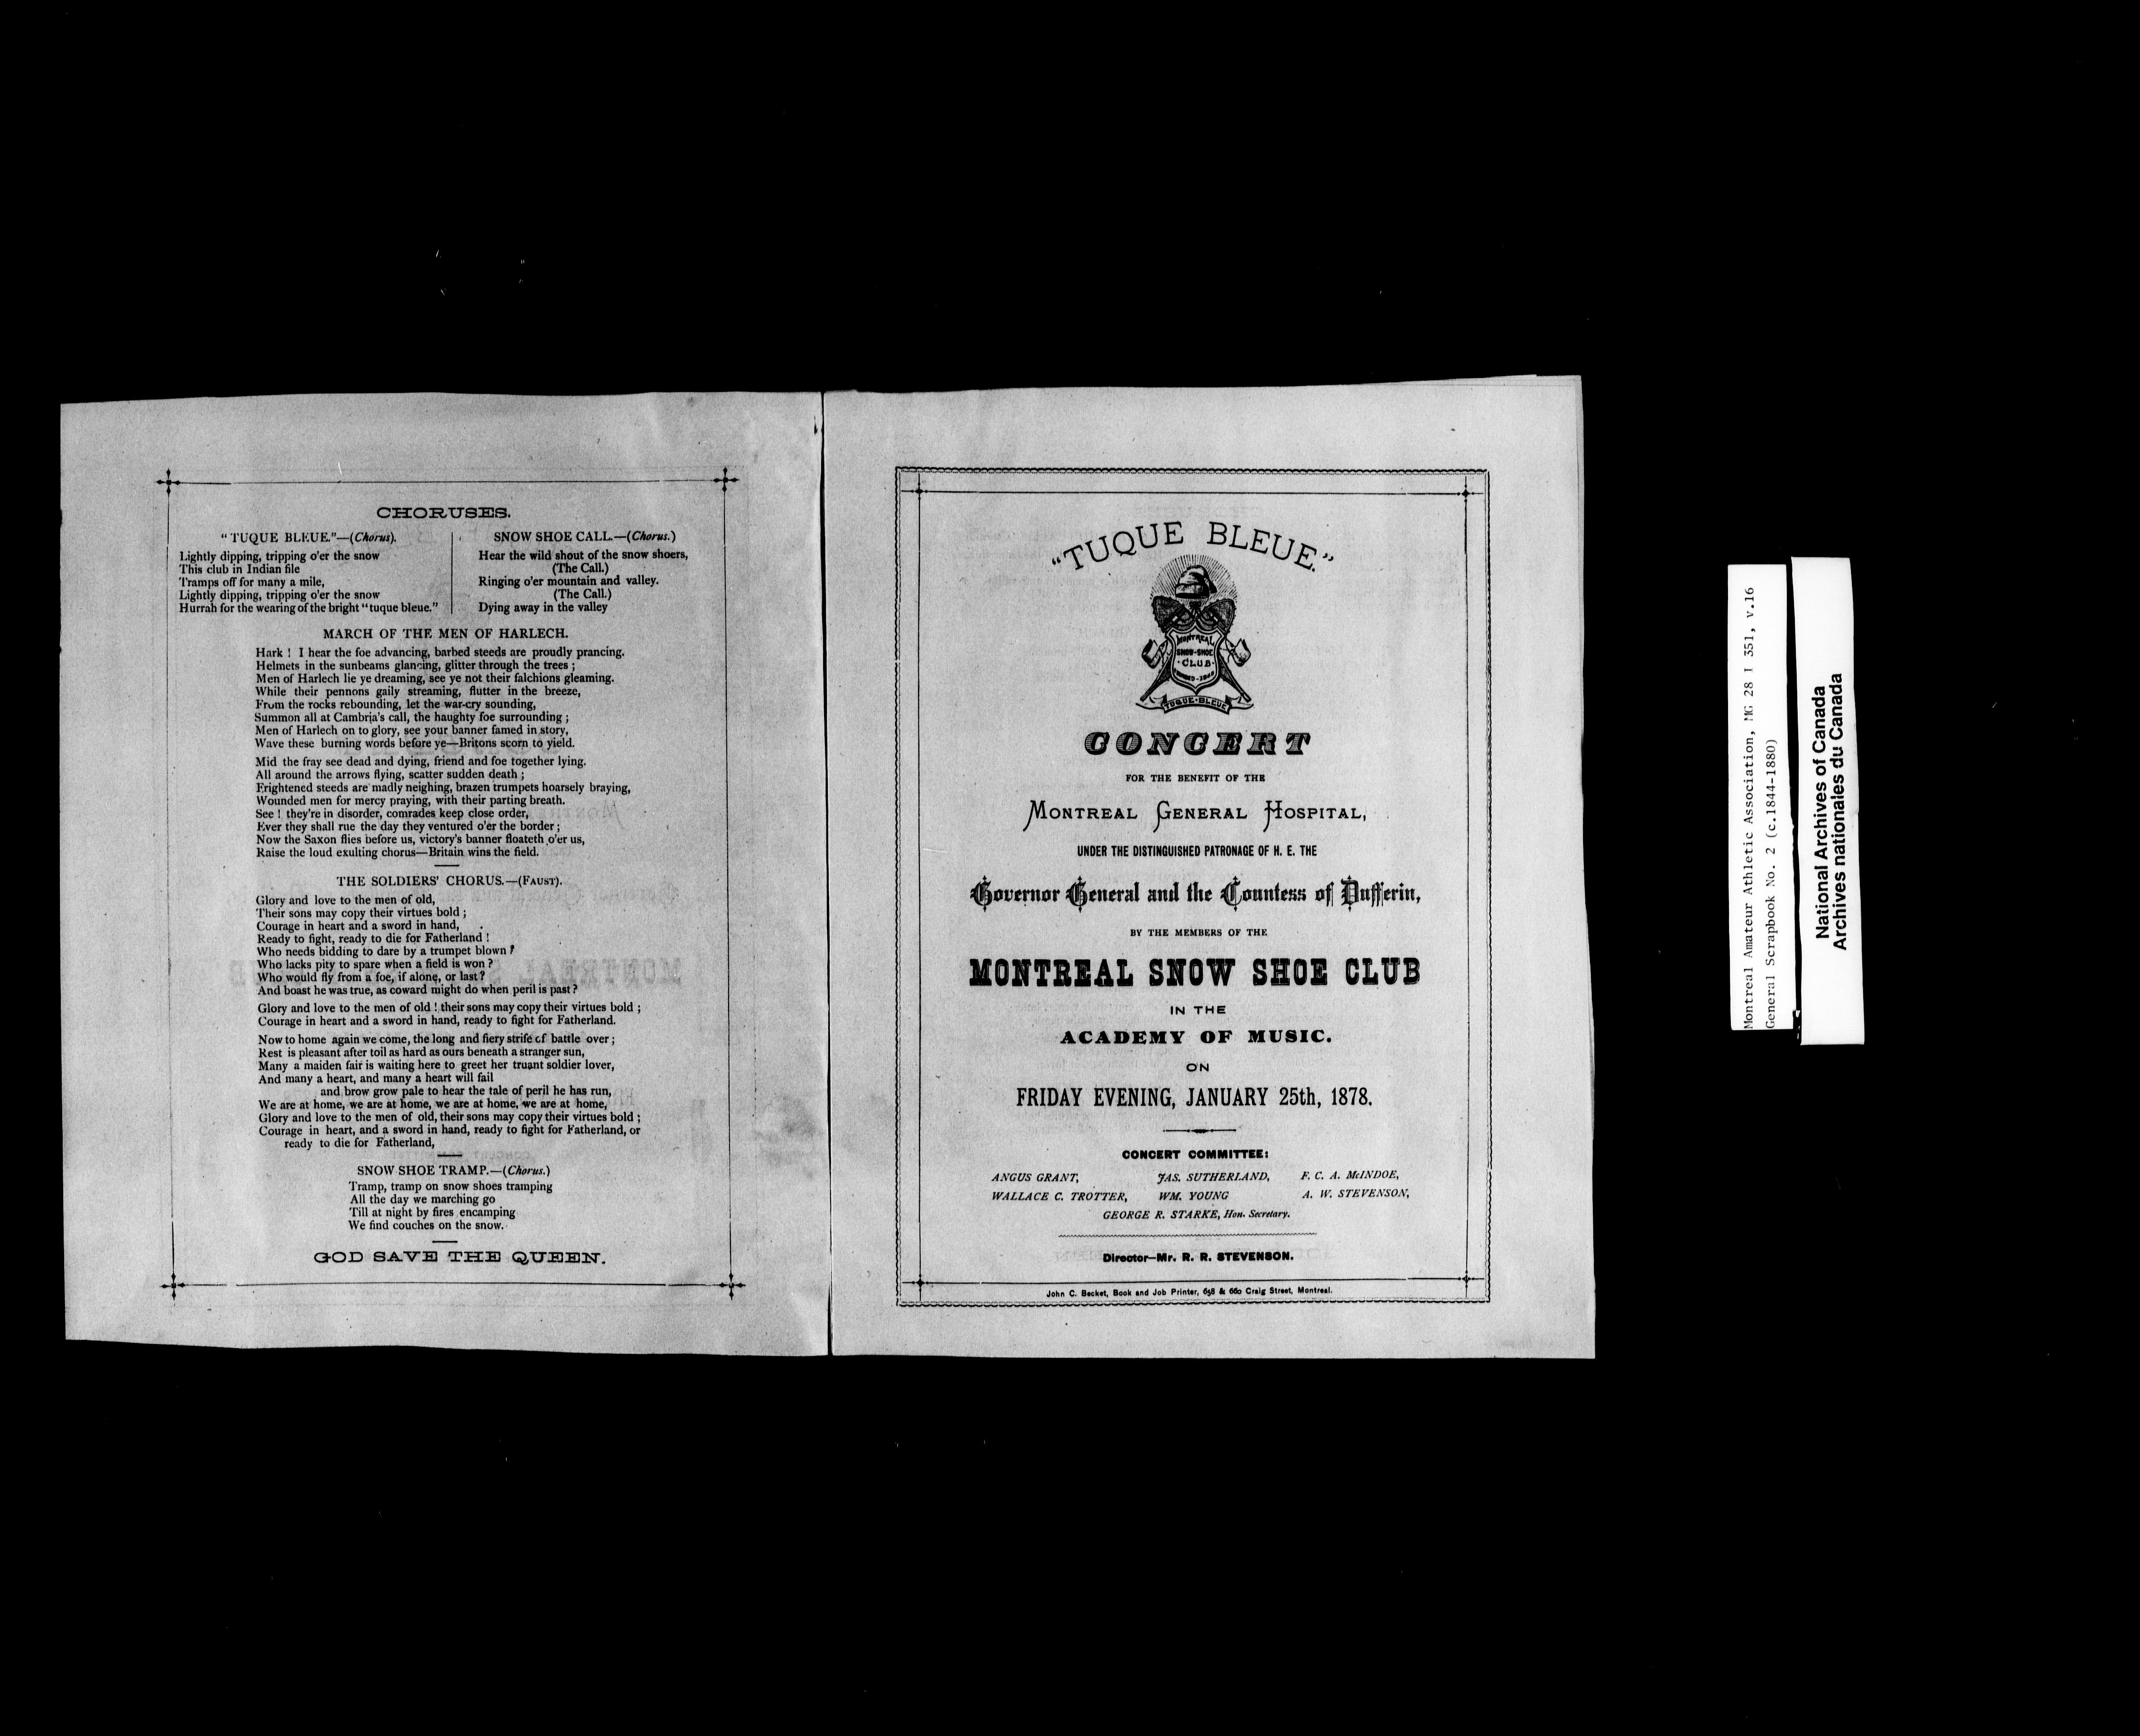 CHORUSES.
"TUQUE BLEUE."—(Chorus).
Lightly dipping, tripping o'er the snow
This club in Indian file
Tramps off for many a mile,
Lightly dipping, tripping o'er the snow
Hurrah for the wearing of the bright "tuque bleue."
SNOW SHOE CALL.—(Chorus.)
Hear the wild shout of the snow shoers,
(The Call.)
Ringing o'er mountain and valley.
(The Call.)
Dying away in the valley
MARCH OF THE MEN OF HARLECH.
Hark ! I hear the foe advancing, barbed steeds are proudly prancing.
Helmets in the sunbeams glancing, glitter through the trees ;
Men of Harlech lie ye dreaming, see ye not their falchions gleaming.
While their pennons gaily streaming, flutter in the breeze,
From the rocks rebounding, let the war-cry sounding,
Summon all at Cambria's call, the haughty foe surrounding ;
Men of Harlech on to glory, see your banner famed in story,
Wave these burning words before ye—Britons scorn to yield.
Mid the fray see dead and dying, friend and foe together lying.
All around the arrows flying, scatter sudden death ;
Frightened steeds are madly neighing, brazen trumpets hoarsely braying,
Wounded men for mercy praying, with their parting breath.
See ! they're in disorder, comrades keep close order,
Ever they shall rue the day they ventured o'er the border ;
Now the Saxon flies before us, victory's banner floateth o'er us,
Raise the loud exulting chorus—Britain wins the field.
THE SOLDIERS' CHORUS.—(FAUST).
Glory and love to the men of old,
Their sons may copy their virtues bold ;
Courage in heart and a sword in hand,
Ready to fight, ready to die for Fatherland !
Who needs bidding to dare by a trumpet blown ?
Who lacks pity to spare when a field is won ?
Who would fly from a foe, if alone, or last ?
And boast he was true, as coward might do when peril is past ?
Glory and love to the men of old ! their sons may copy their virtues bold ;
Courage in heart and a sword in hand, ready to fight for Fatherland.
Now to home again we come, the long and fiery strife of battle over ;
Rest is pleasant after toil as hard as ours beneath a stranger sun,
Many a maiden fair is waiting here to greet her truant soldier lover,
And many a heart, and many a heart will fail
and brow grow pale to hear the tale of peril he has run,
We are at home, we are at home, we are at home, we are at home,
Glory and love to the men of old, their sons may copy their virtues bold ;
Courage in heart, and a sword in hand, ready to fight for Fatherland, or
ready to die for Fatherland,
SNOW SHOE TRAMP.—(Chorus.)
Tramp, tramp on snow shoes tramping
All the day we marching go
Till at night by fires encamping
We find couches on the snow.
GOD SAVE THE QUEEN.
"TUQUE BLEUE."
MONTREAL
SNOW-SHOE
·CLUB·
TUQUE-BLEUE
CONCERT
FOR THE BENEFIT OF THE
MONTREAL GENERAL HOSPITAL,
UNDER THE DISTINGUISHED PATRONAGE OF H. E. THE
Governor General and the Countess of Dufferin,
BY THE MEMBERS OF THE
MONTREAL SNOW SHOE CLUB
IN THE
ACADEMY OF MUSIC.
ON
FRIDAY EVENING, JANUARY 25th, 1878.
CONCERT COMMITTEE:
ANGUS GRANT, JAS. SUTHERLAND, F. C. A. McINDOE,
WALLACE C. TROTTER, WM. YOUNG A. W. STEVENSON,
GEORGE R. STARKE, Hon. Secretary.
Director—Mr. R. R. STEVENSON.
John C. Becket, Book and Job Printer, 658 & 660 Craig Street, Montreal.
Montreal Amateur Athletic Association, MG 28 I 351, v.16
General Scrapbook No. 2 (c.1844-1880)
National Archives of Canada
Archives nationales du Canada